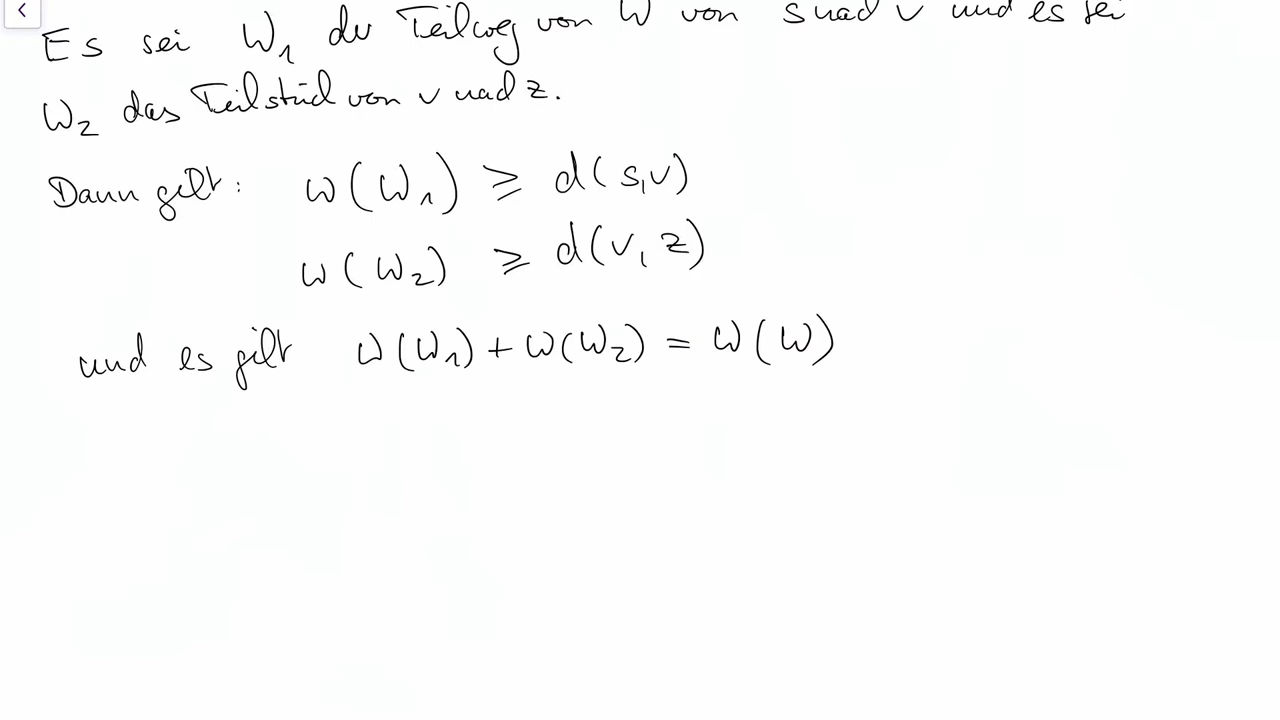 Es sei W₁ der Teilweg von W von s nach v und es sei
W₂ das Teilstück von v nach z.
Dann gilt: w(W₁) ≥ d(s,v)
w(W₂) ≥ d(v,z)
und es gilt w(W₁) + w(W₂) = w(W)